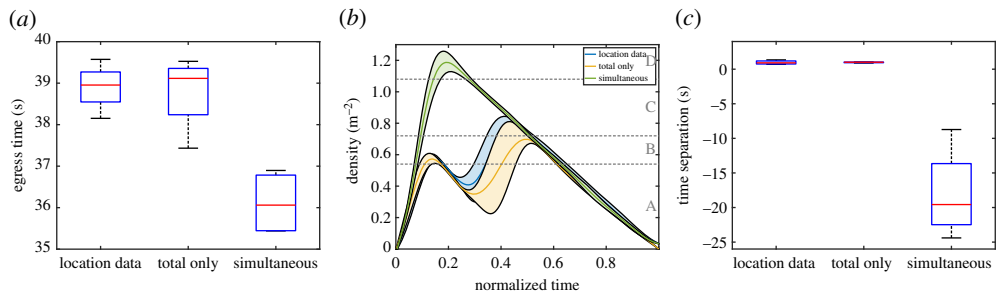 (a)
egress time (s)
40
39
38
37
36
35
location data total only simultaneous
(b)
density (m−2)
1.2
1.0
0.8
0.6
0.4
0.2
0
0 0.2 0.4 0.6 0.8 0
normalized time
location data
total only
simultaneous
D
C
B
A
(c)
time separation (s)
0
−5
−10
−15
−20
−25
location data total only simultaneous